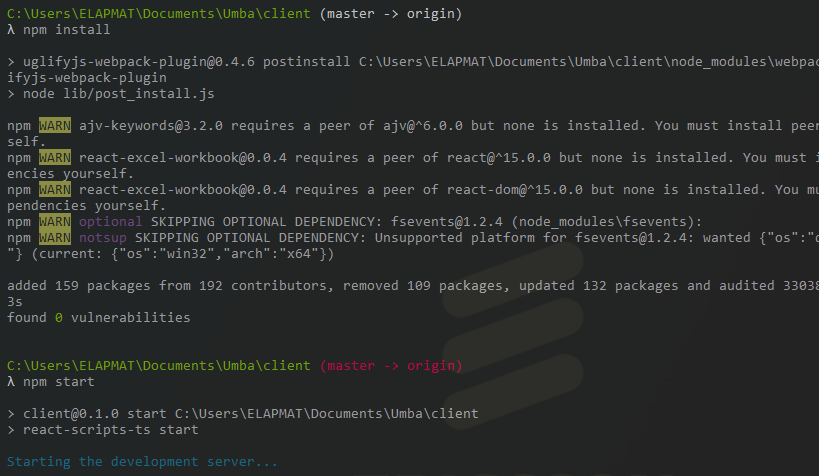 C:\Users\ELAPMAT\Documents\Umba\client (master -> origin)
λ npm install
> uglifyjs-webpack-plugin@0.4.6 postinstall C:\Users\ELAPMAT\Documents\Umba\client\node_modules\webpac
ifyjs-webpack-plugin
> node lib/post_install.js
npm WARN ajv-keywords@3.2.0 requires a peer of ajv@^6.0.0 but none is installed. You must install peer
self.
npm WARN react-excel-workbook@0.0.4 requires a peer of react@^15.0.0 but none is installed. You must i
encies yourself.
npm WARN react-excel-workbook@0.0.4 requires a peer of react-dom@^15.0.0 but none is installed. You mu
pendencies yourself.
npm WARN optional SKIPPING OPTIONAL DEPENDENCY: fsevents@1.2.4 (node_modules\fsevents):
npm WARN notsup SKIPPING OPTIONAL DEPENDENCY: Unsupported platform for fsevents@1.2.4: wanted {"os":"d
"} (current: {"os":"win32","arch":"x64"})
added 159 packages from 192 contributors, removed 109 packages, updated 132 packages and audited 33038
3s
found 0 vulnerabilities
C:\Users\ELAPMAT\Documents\Umba\client (master -> origin)
λ npm start
> client@0.1.0 start C:\Users\ELAPMAT\Documents\Umba\client
> react-scripts-ts start
Starting the development server...